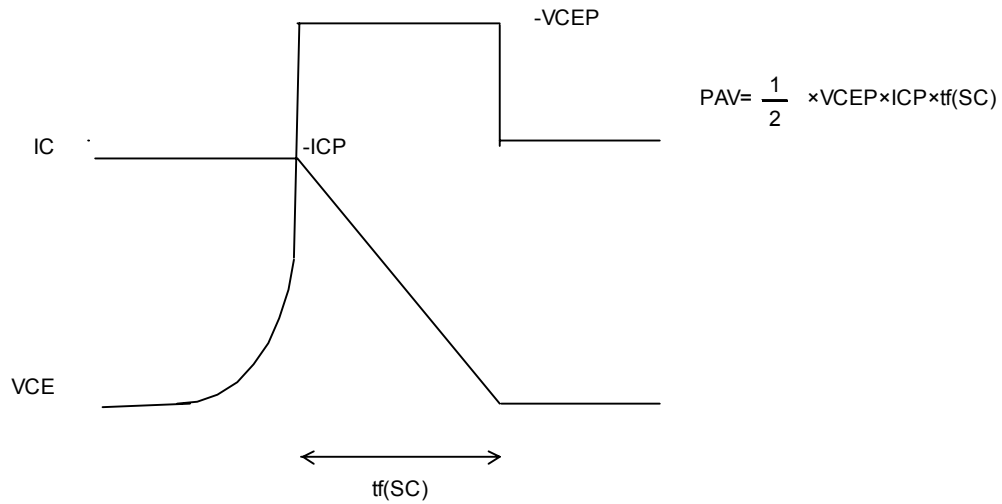 -VCEP
PAV= 1/2 ×VCEP×ICP×tf(SC)
IC
-ICP
VCE
tf(SC)